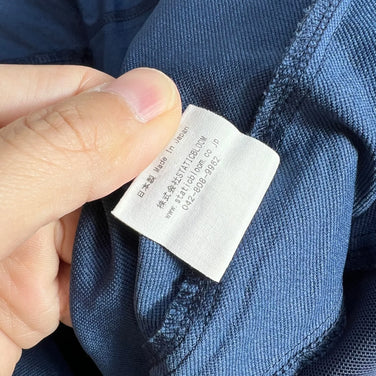 日本製 Made in Japan
株式会社STATICBLOOM
www.staticbloom.co.jp
042-808-9962